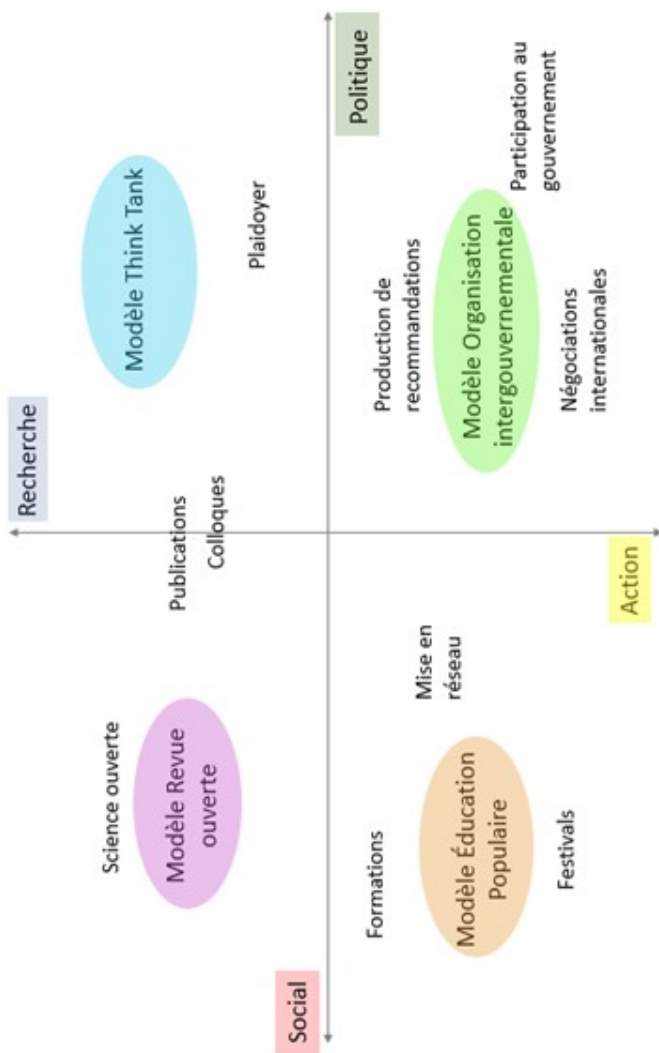 Recherche
Modèle Think Tank
Science ouverte
Modèle Revue
ouverte
Publications
Colloques
Plaidoyer
Social
Politique
Formations
Production de
recommandations
Mise en
réseau
Modèle Éducation
Populaire
Modèle Organisation
intergouvernementale
Participation au
gouvernement
Festivals
Négociations
internationales
Action